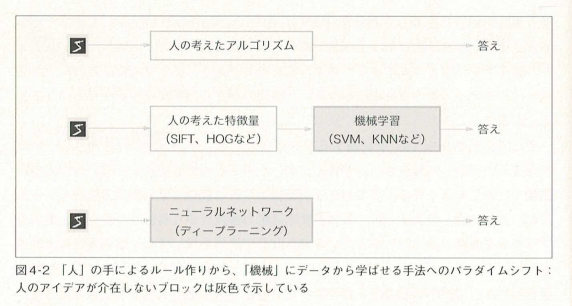 5 人の考えたアルゴリズム 答え
5 人の考えた特徴量 機械学習 答え
(SIFT、HOGなど) (SVM、KNNなど)
5 ニューラルネットワーク 答え
(ディープラーニング)
図4-2 「人」の手によるルール作りから、「機械」にデータから学ばせる手法へのパラダイムシフト：
人のアイデアが介在しないブロックは灰色で示している